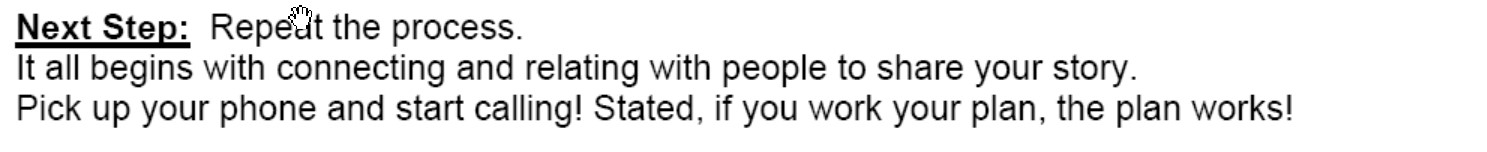 Next Step: Repeat the process.
It all begins with connecting and relating with people to share your story.
Pick up your phone and start calling! Stated, if you work your plan, the plan works!